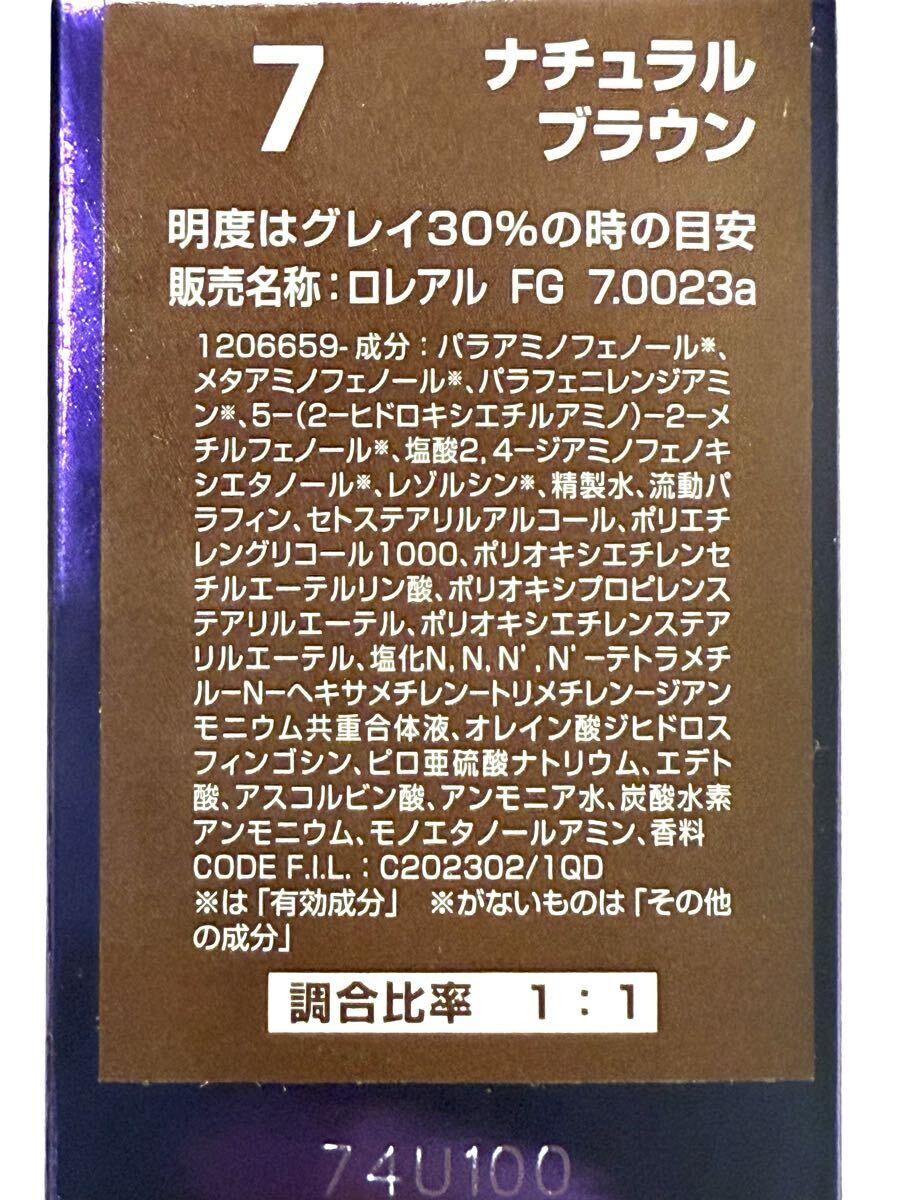 7 ナチュラル
ブラウン
明度はグレイ30%の時の目安
販売名称：ロレアル FG 7.0023a
1206659-成分：パラアミノフェノール※、
メタアミノフェノール※、パラフェニレンジアミ
ン※、5−(2−ヒドロキシエチルアミノ)−2−メ
チルフェノール※、塩酸2,4−ジアミノフェノキ
シエタノール※、レゾルシン※、精製水、流動パ
ラフィン、セトステアリルアルコール、ポリエチ
レングリコール1000、ポリオキシエチレンセ
チルエーテルリン酸、ポリオキシプロピレンス
テアリルエーテル、ポリオキシエチレンステア
リルエーテル、塩化N,N,N',N'−テトラメチ
ル−N−ヘキサメチレン−トリメチレン−ジアン
モニウム共重合体液、オレイン酸ジヒドロス
フィンゴシン、ピロ亜硫酸ナトリウム、エデト
酸、アスコルビン酸、アンモニア水、炭酸水素
アンモニウム、モノエタノールアミン、香料
CODE F.I.L. : C202302/1QD
※は「有効成分」 ※がないものは「その他
の成分」
調合比率 1：1
74U100